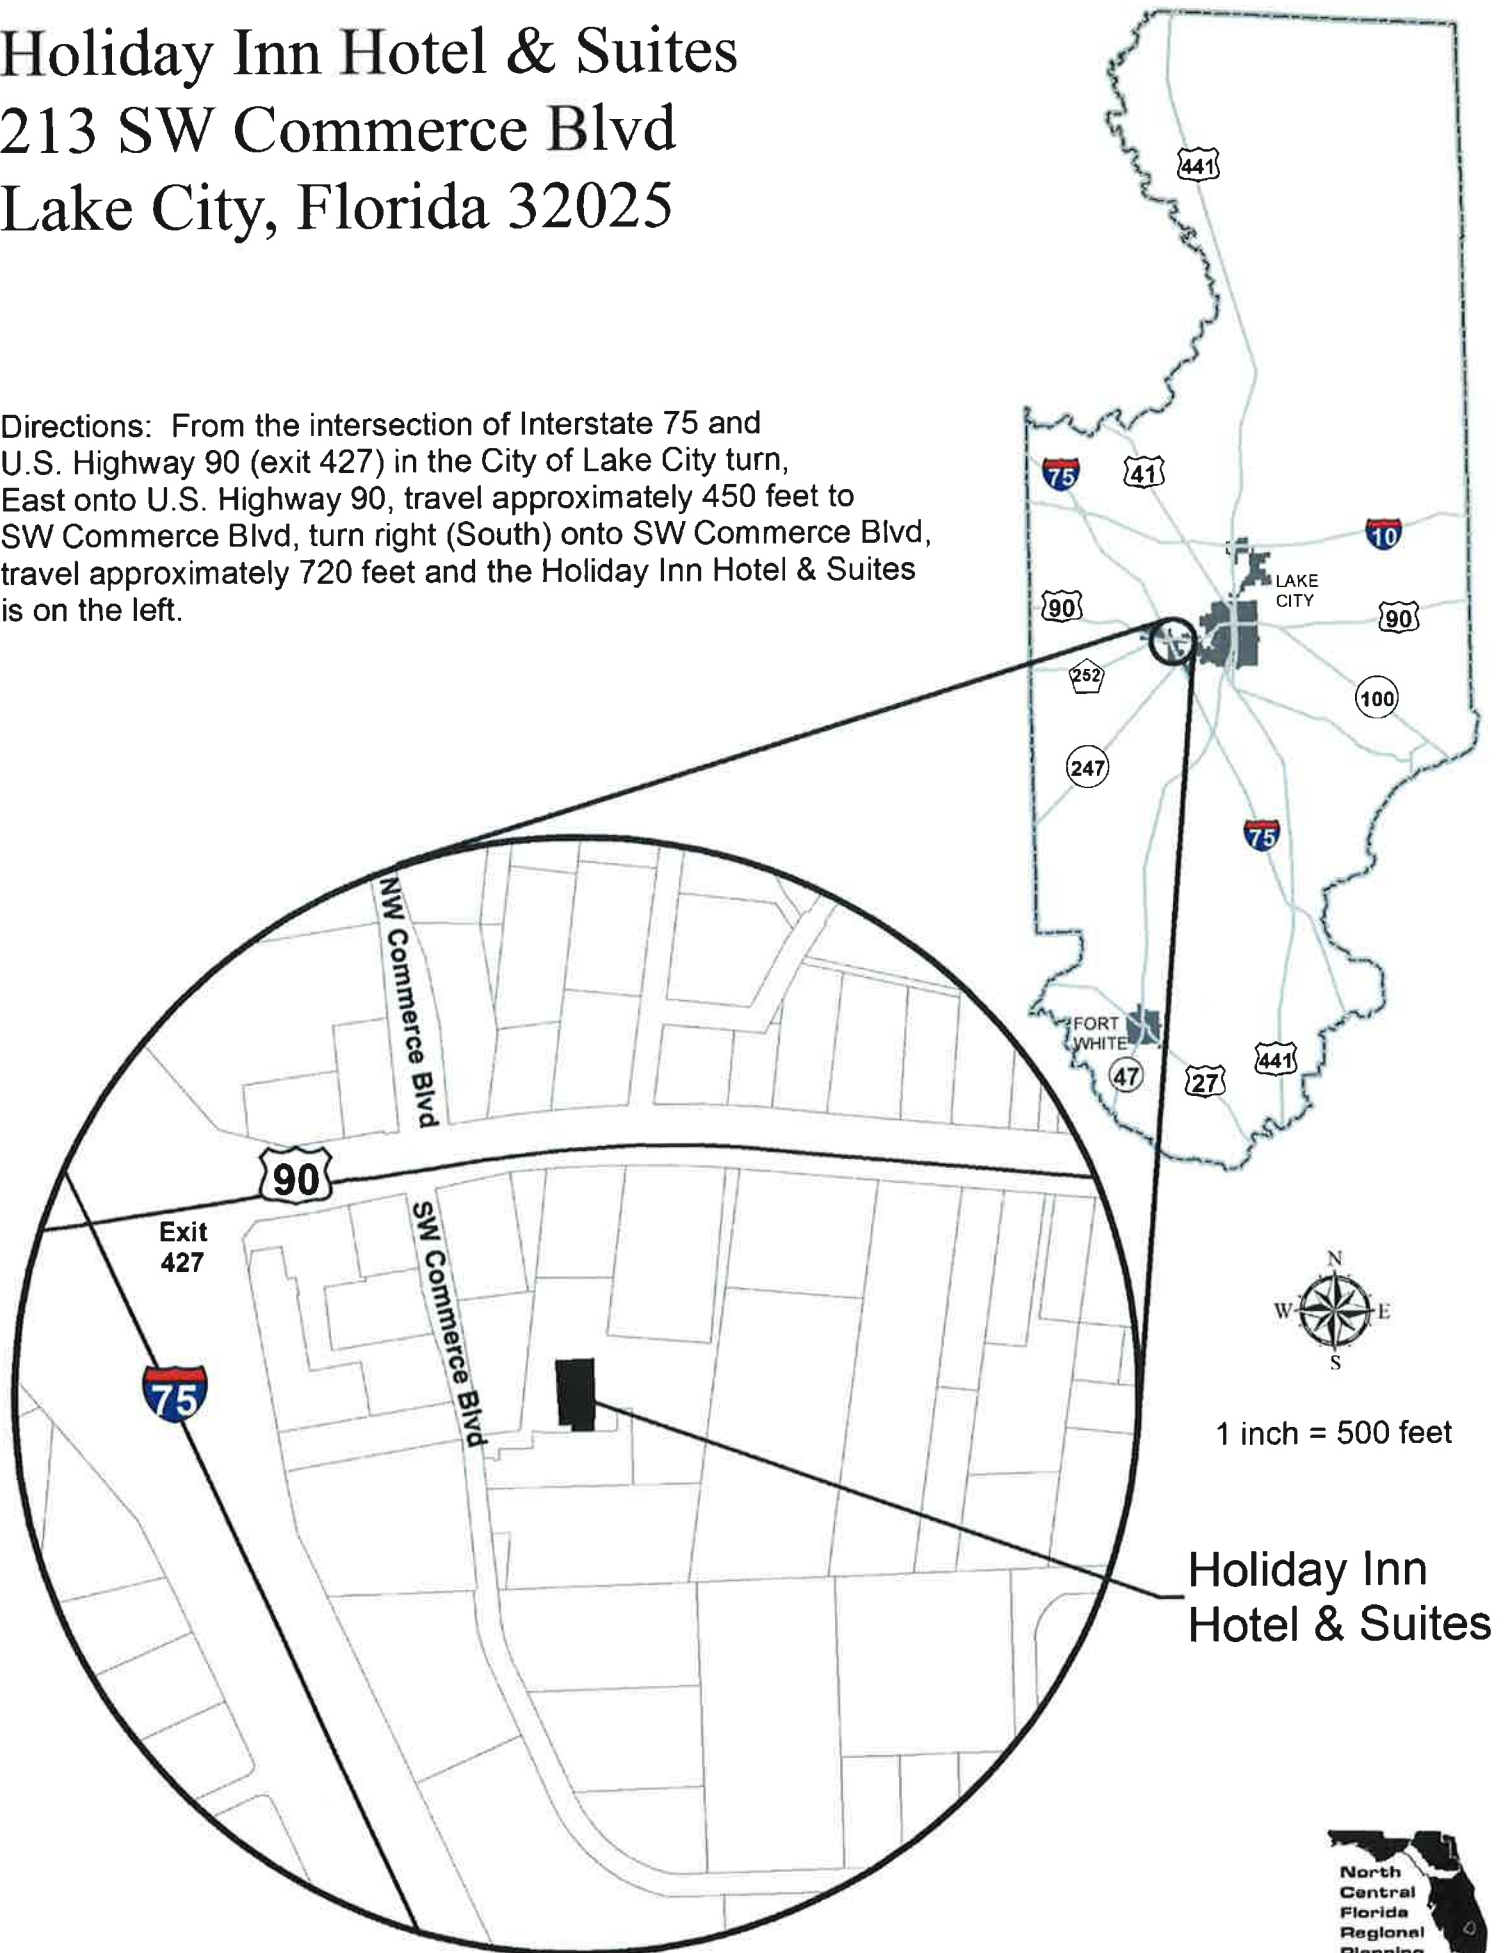 Holiday Inn Hotel & Suites
213 SW Commerce Blvd
Lake City, Florida 32025
Directions: From the intersection of Interstate 75 and
U.S. Highway 90 (exit 427) in the City of Lake City turn,
East onto U.S. Highway 90, travel approximately 450 feet to
SW Commerce Blvd, turn right (South) onto SW Commerce Blvd,
travel approximately 720 feet and the Holiday Inn Hotel & Suites
is on the left.
441
75
41
10
LAKE
CITY
90
90
252
100
247
75
FORT
WHITE
47
27
441
NW Commerce Blvd
90
Exit
427
SW Commerce Blvd
75
N
W
E
S
1 inch = 500 feet
Holiday Inn
Hotel & Suites
North
Central
Florida
Regional
Planning